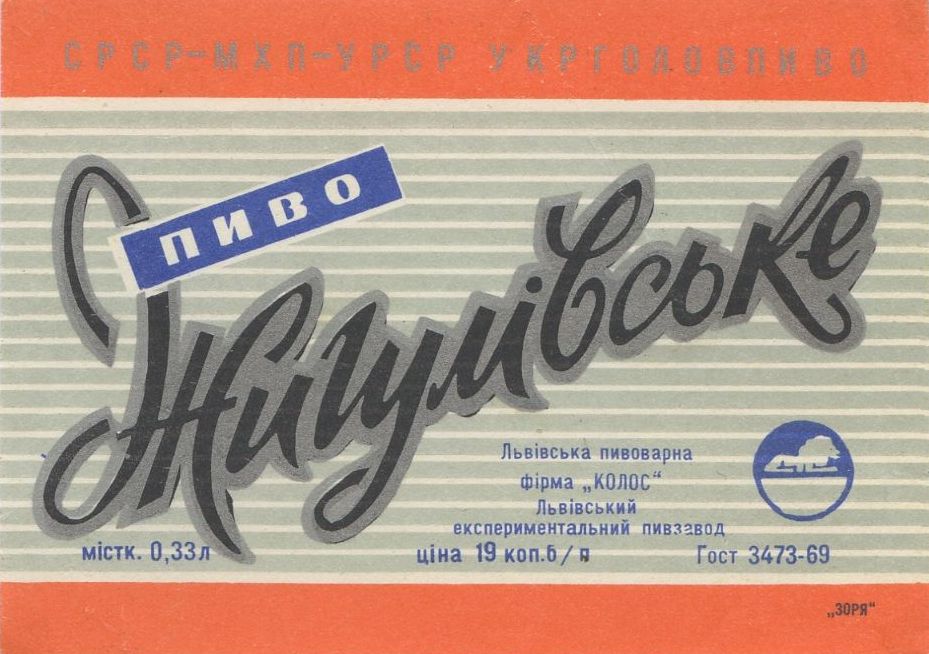 СРСР-МХП-УРСР УКРГОЛОВПИВО
ПИВО
Жигулівське
Львівська пивоварна
фірма „КОЛОС“
Львівський
експериментальний пивзавод
містк. 0,33л
ціна 19 коп.б/п
Гост 3473-69
„ЗОРЯ“